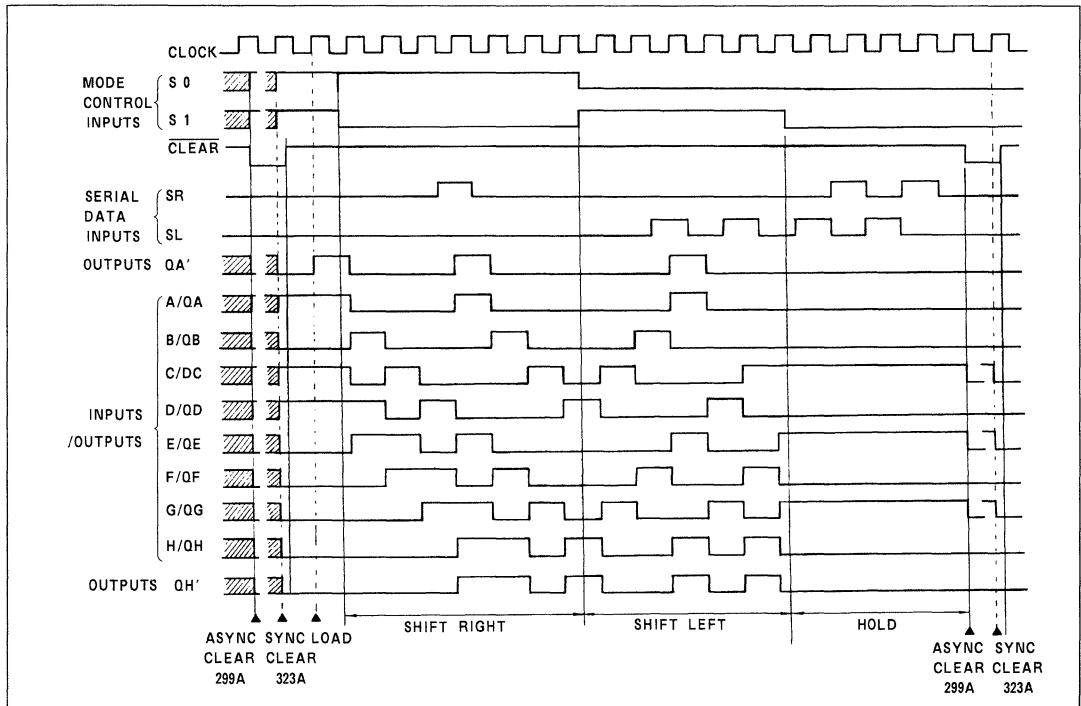 CLOCK
MODE CONTROL INPUTS
S 0
S 1
CLEAR
SERIAL DATA INPUTS
SR
SL
OUTPUTS QA'
INPUTS /OUTPUTS
A/QA
B/QB
C/DC
D/QD
E/QE
F/QF
G/QG
H/QH
OUTPUTS QH'
ASYNC CLEAR 299A
SYNC CLEAR 323A
LOAD
SHIFT RIGHT
SHIFT LEFT
HOLD
ASYNC CLEAR 299A
SYNC CLEAR 323A